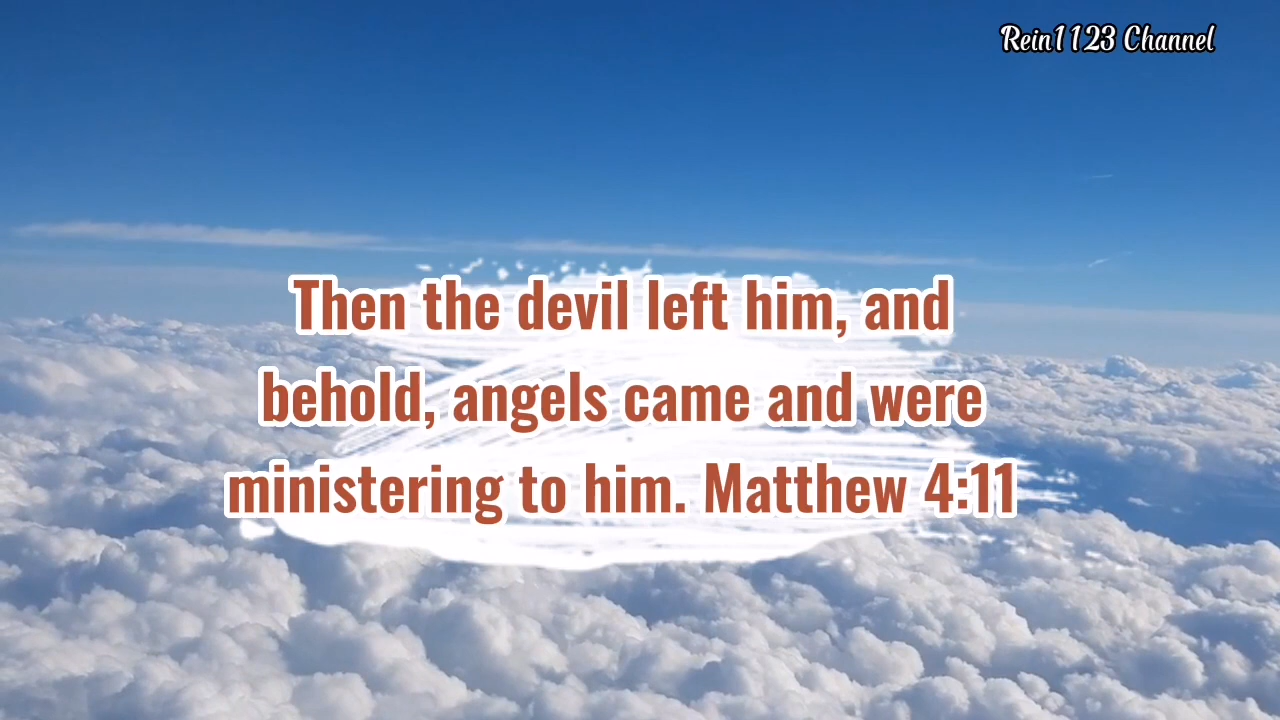 Rein1123 Channel
Then the devil left him, and
behold, angels came and were
ministering to him. Matthew 4:11